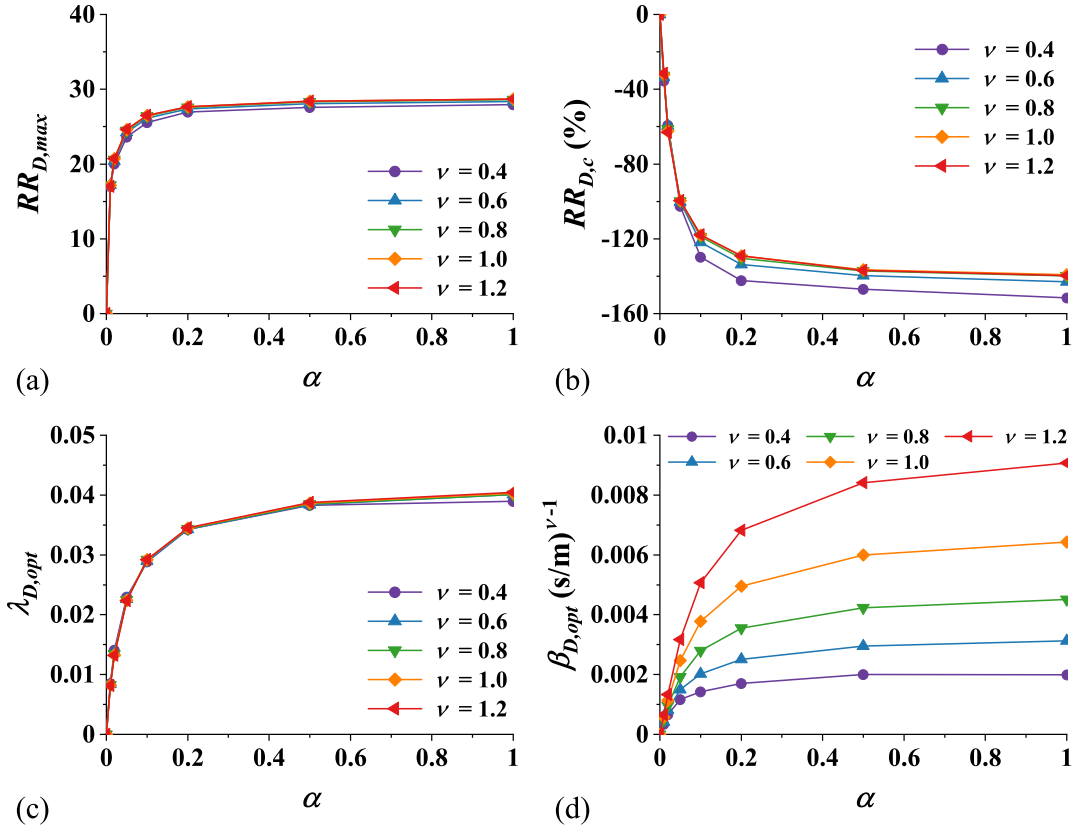 RR_D,max
40
30
20
10
0
0 0.2 0.4 0.6 0.8 1
α
ν = 0.4
ν = 0.6
ν = 0.8
ν = 1.0
ν = 1.2
(a)
RR_D,c (%)
0
-40
-80
-120
-160
0 0.2 0.4 0.6 0.8 1
α
ν = 0.4
ν = 0.6
ν = 0.8
ν = 1.0
ν = 1.2
(b)
λ_D,opt
0.05
0.04
0.03
0.02
0.01
0
0 0.2 0.4 0.6 0.8 1
α
ν = 0.4
ν = 0.6
ν = 0.8
ν = 1.0
ν = 1.2
(c)
β_D,opt (s/m)^ν-1
0.01
0.008
0.006
0.004
0.002
0
0 0.2 0.4 0.6 0.8 1
α
ν = 0.4 ν = 0.8 ν = 1.2
ν = 0.6 ν = 1.0
(d)